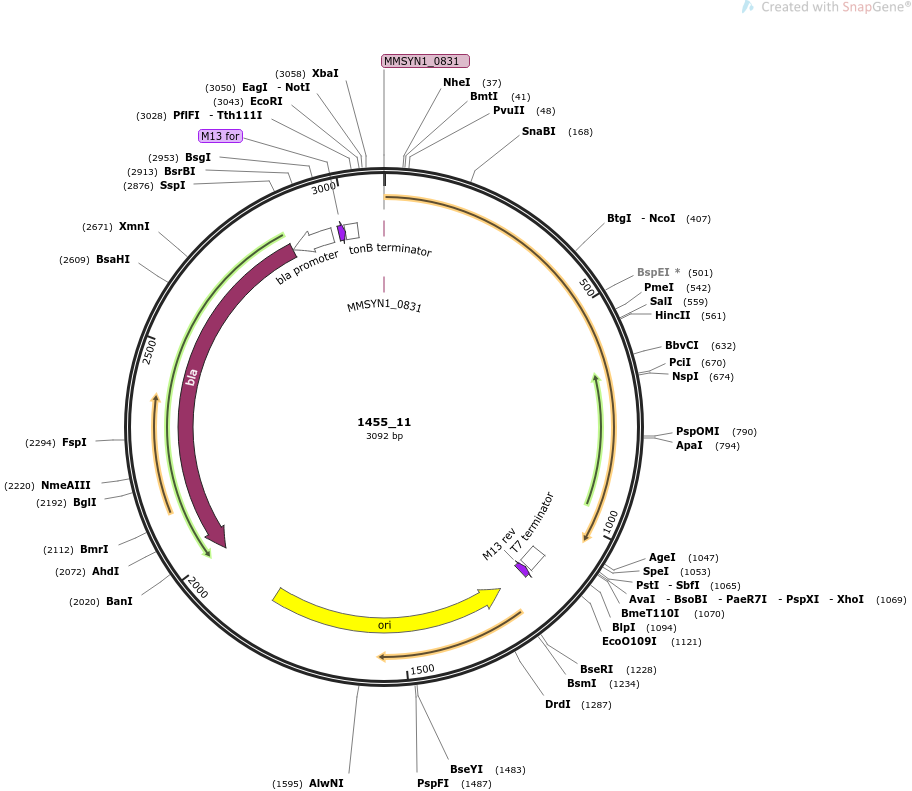 Created with SnapGene®
MMSYN1_0831
(3058) XbaI
NheI (37)
(3050) EagI - NotI
BmtI (41)
(3043) EcoRI
PvuII (48)
(3028) PflFI - Tth111I
SnaBI (168)
M13 for
(2953) BsgI
(2913) BsrBI
(2876) SspI
3000
(2671) XmnI
BtgI - NcoI (407)
tonB terminator
bla promoter
(2609) BsaHI
BspEI * (501)
500
PmeI (542)
SalI (559)
MMSYN1_0831
HincII (561)
2500
BbvCI (632)
PciI (670)
bla
NspI (674)
1455_11
3092 bp
PspOMI (790)
(2294) FspI
ApaI (794)
(2220) NmeAIII
(2192) BglI
1000
T7 terminator
M13 rev
(2112) BmrI
AgeI (1047)
(2072) AhdI
SpeI (1053)
2000
PstI - SbfI (1065)
(2020) BanI
AvaI - BsoBI - PaeR7I - PspXI - XhoI (1069)
BmeT110I (1070)
ori
BlpI (1094)
EcoO109I (1121)
1500
BseRI (1228)
BsmI (1234)
DrdI (1287)
BseYI (1483)
(1595) AlwNI
PspFI (1487)